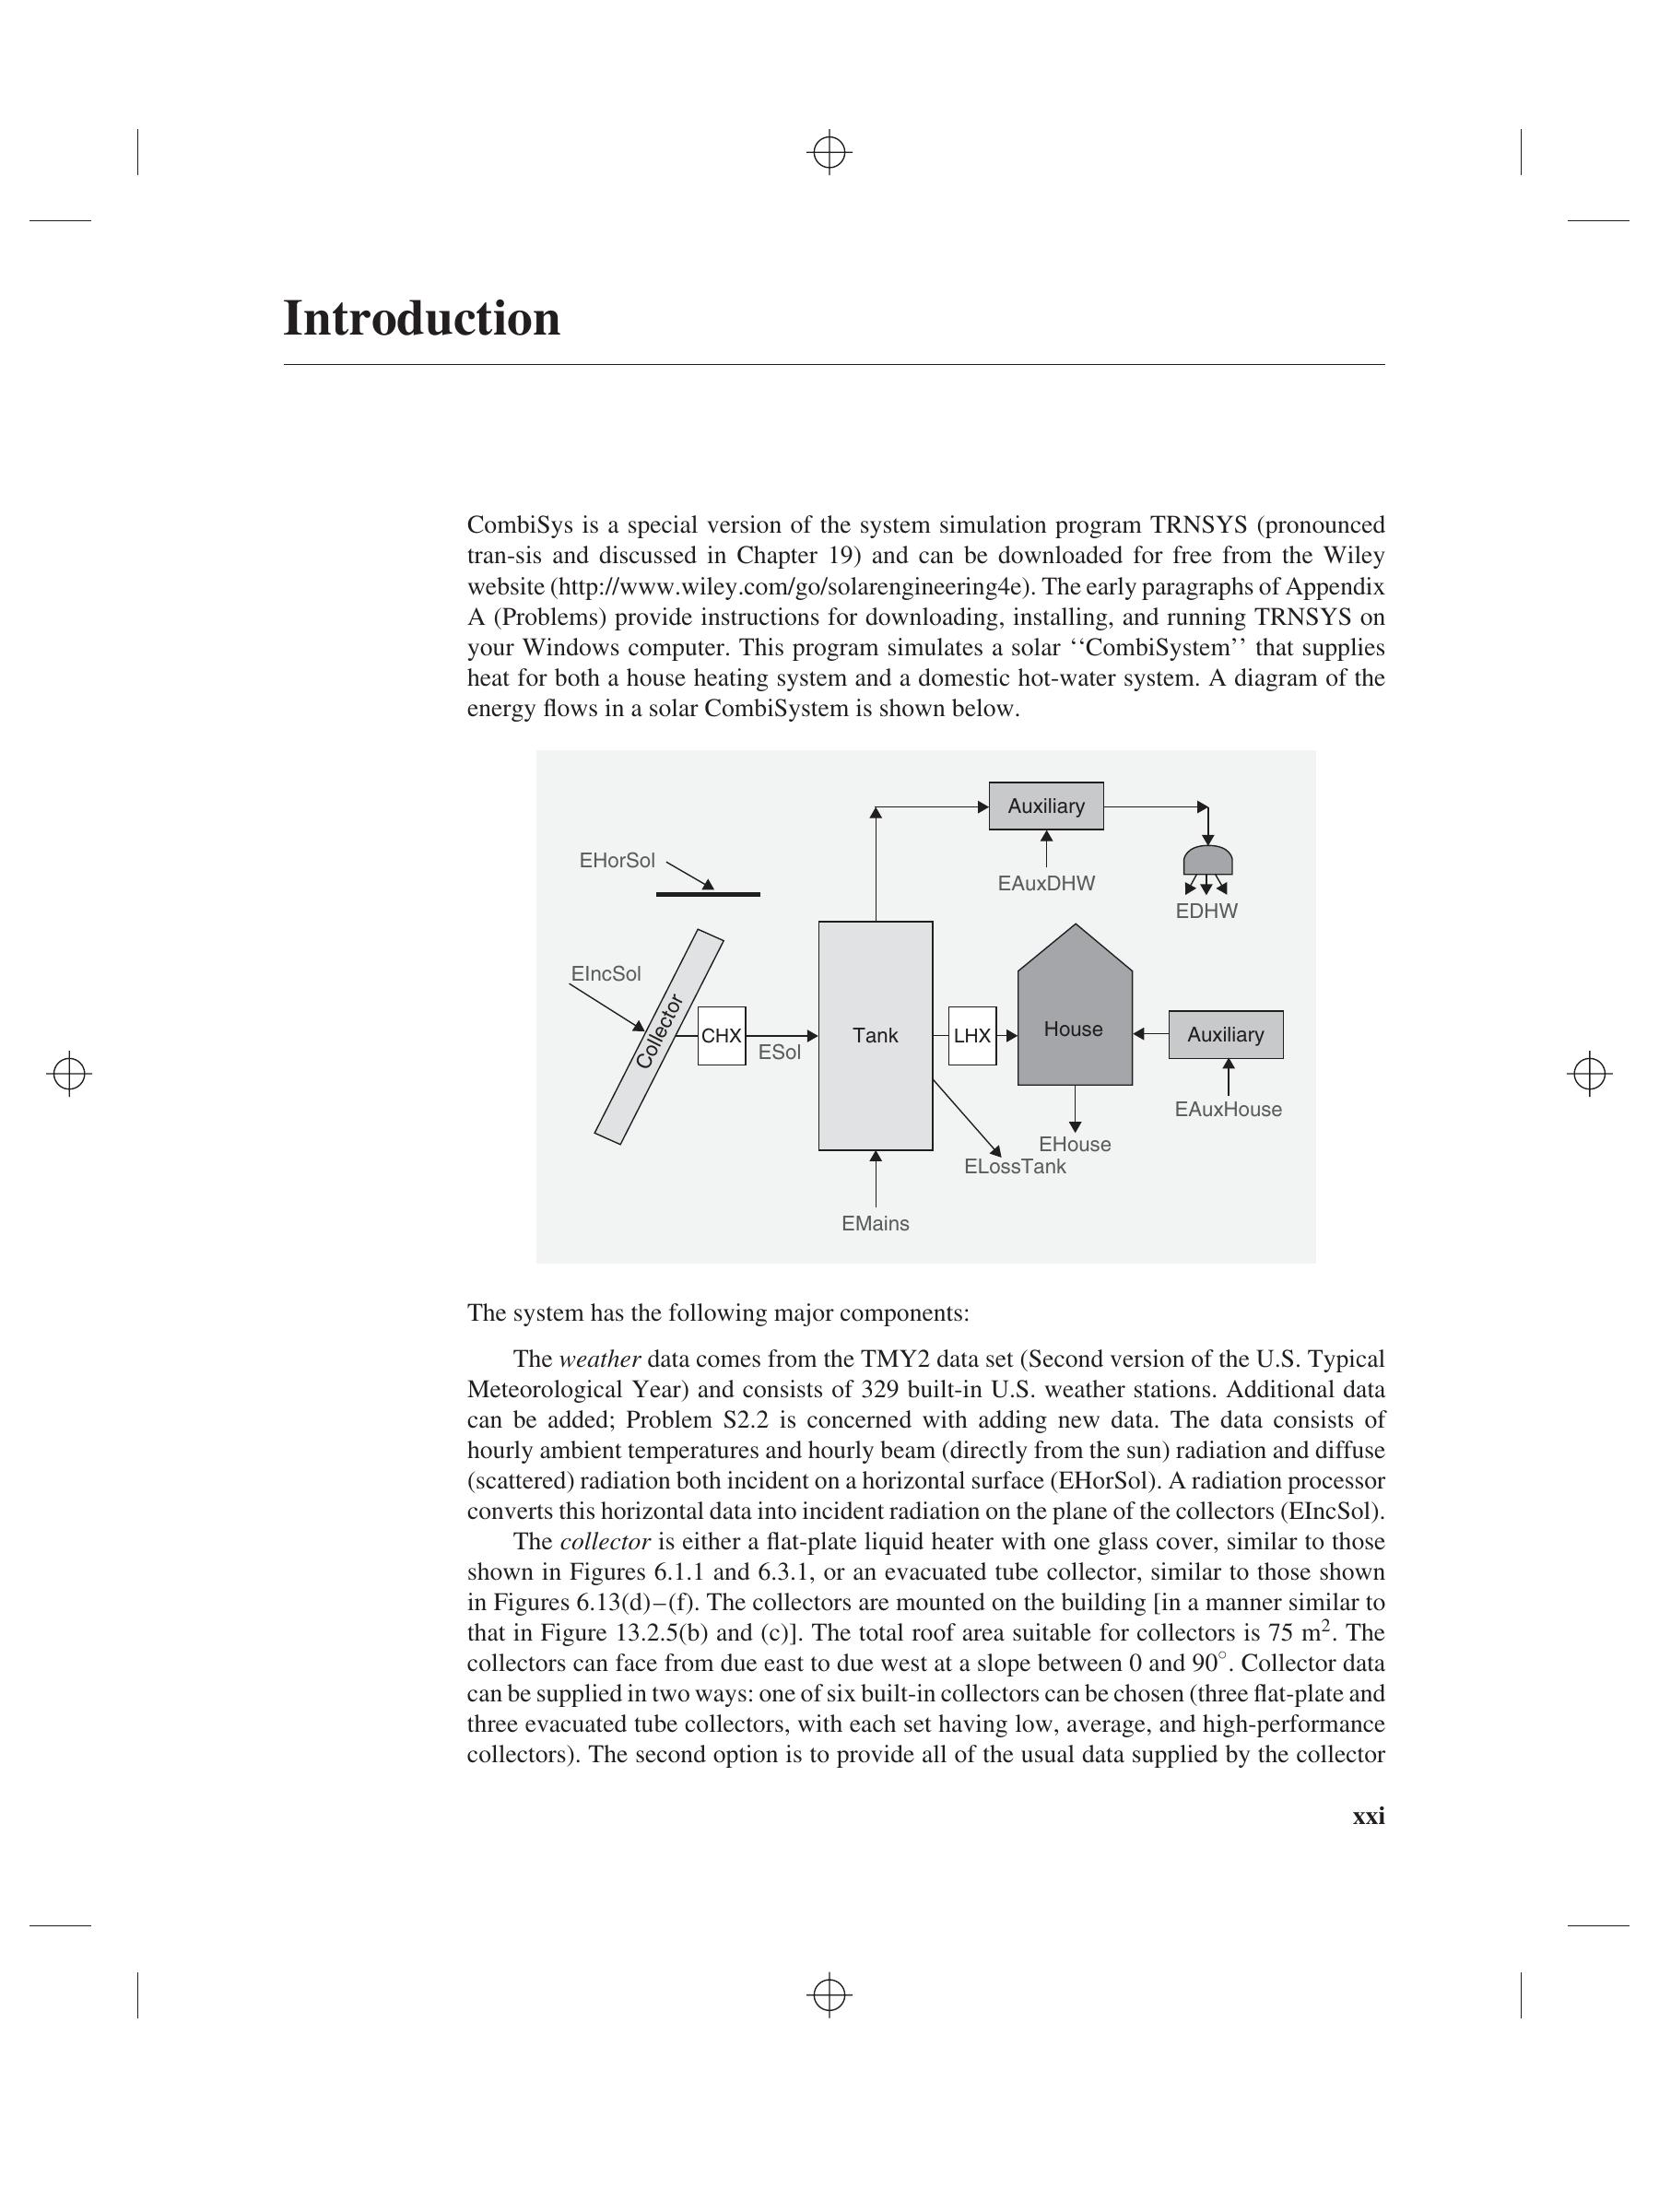 Introduction
CombiSys is a special version of the system simulation program TRNSYS (pronounced
tran-sis and discussed in Chapter 19) and can be downloaded for free from the Wiley
website (http://www.wiley.com/go/solarengineering4e). The early paragraphs of Appendix
A (Problems) provide instructions for downloading, installing, and running TRNSYS on
your Windows computer. This program simulates a solar ‘‘CombiSystem’’ that supplies
heat for both a house heating system and a domestic hot-water system. A diagram of the
energy flows in a solar CombiSystem is shown below.
Auxiliary
EHorSol
EAuxDHW
EDHW
EIncSol
Collector
CHX
ESol
Tank
LHX
House
Auxiliary
EAuxHouse
EHouse
ELossTank
EMains
The system has the following major components:
The weather data comes from the TMY2 data set (Second version of the U.S. Typical
Meteorological Year) and consists of 329 built-in U.S. weather stations. Additional data
can be added; Problem S2.2 is concerned with adding new data. The data consists of
hourly ambient temperatures and hourly beam (directly from the sun) radiation and diffuse
(scattered) radiation both incident on a horizontal surface (EHorSol). A radiation processor
converts this horizontal data into incident radiation on the plane of the collectors (EIncSol).
The collector is either a flat-plate liquid heater with one glass cover, similar to those
shown in Figures 6.1.1 and 6.3.1, or an evacuated tube collector, similar to those shown
in Figures 6.13(d)–(f). The collectors are mounted on the building [in a manner similar to
that in Figure 13.2.5(b) and (c)]. The total roof area suitable for collectors is 75 m². The
collectors can face from due east to due west at a slope between 0 and 90°. Collector data
can be supplied in two ways: one of six built-in collectors can be chosen (three flat-plate and
three evacuated tube collectors, with each set having low, average, and high-performance
collectors). The second option is to provide all of the usual data supplied by the collector
xxi